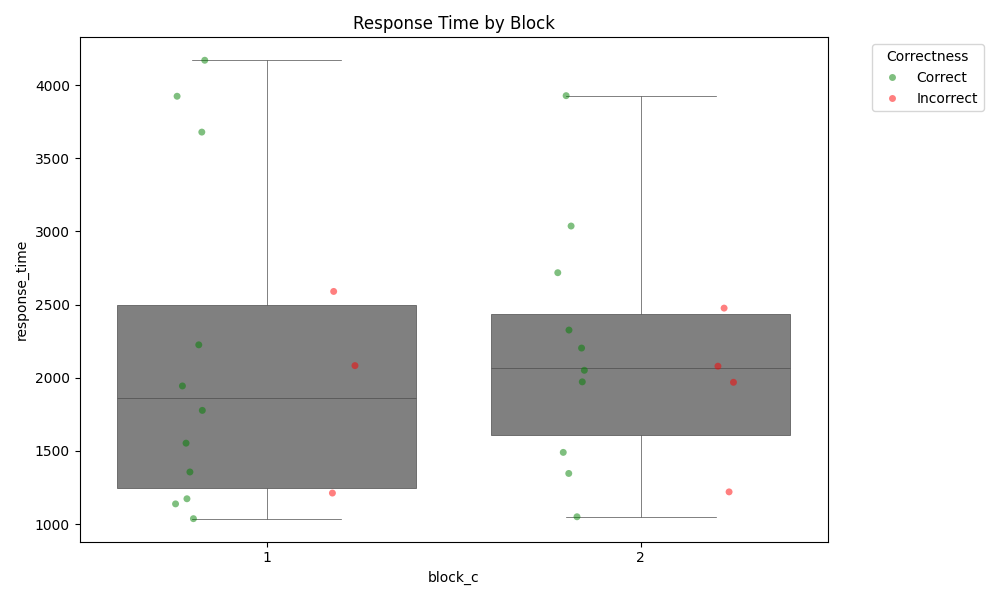 Response Time by Block
Correctness
Correct
Incorrect
response_time
4000
3500
3000
2500
2000
1500
1000
1
2
block_c